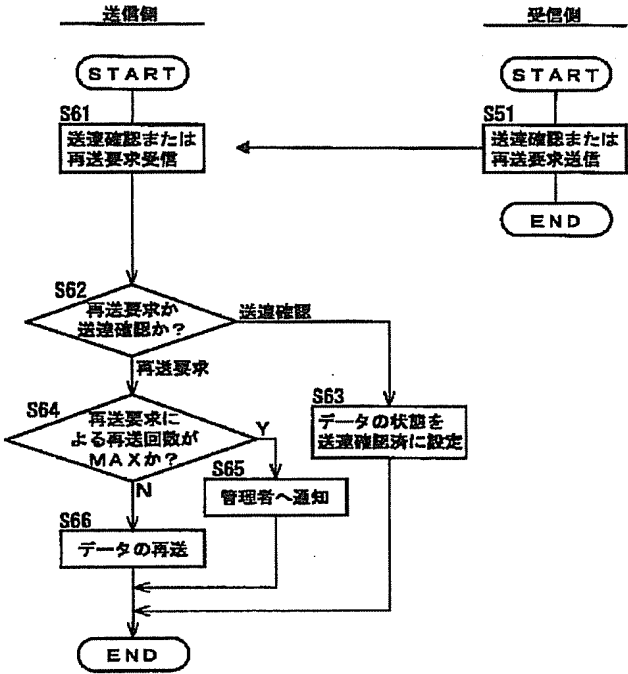 送信側
受信側
START
START
S61
送達確認または
再送要求受信
S51
送達確認または
再送要求送信
END
S62
再送要求か
送達確認か?
送達確認
再送要求
S63
データの状態を
送達確認済に設定
S64
再送要求に
よる再送回数が
MAXか?
Y
N
S65
管理者へ通知
S66
データの再送
END